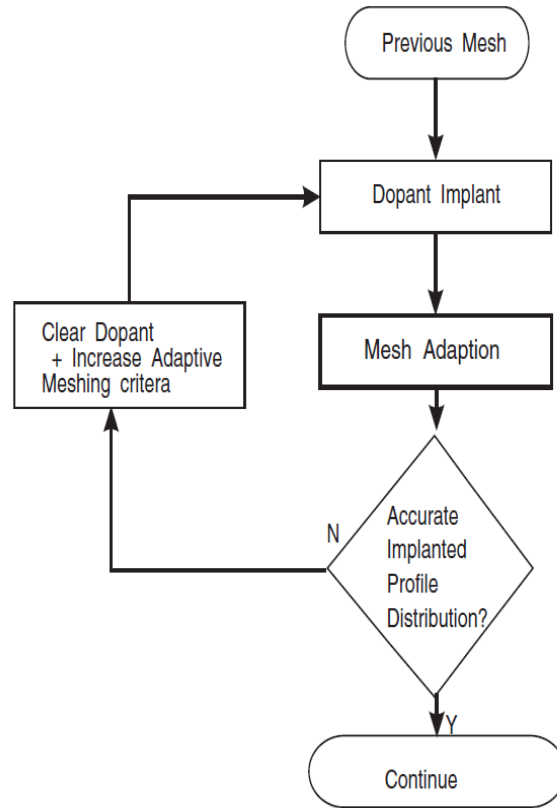 Previous Mesh
Dopant Implant
Mesh Adaption
Clear Dopant
+ Increase Adaptive
Meshing critera
N
Accurate
Implanted
Profile
Distribution?
Y
Continue